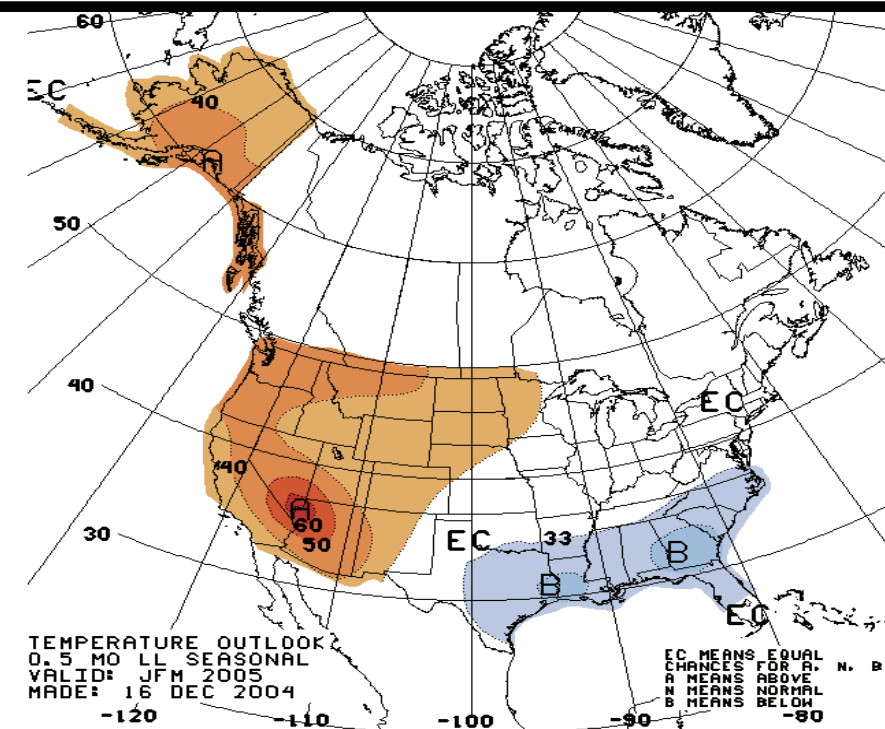 60
EC
40
A
50
40
EC
40
A
60
50
30
EC
33
B
B
EC
TEMPERATURE OUTLOOK
0.5 MO LL SEASONAL
VALID: JFM 2005
MADE: 16 DEC 2004
EC MEANS EQUAL
CHANCES FOR A, N, B
A MEANS ABOVE
N MEANS NORMAL
B MEANS BELOW
-120
-110
-100
-90
-80